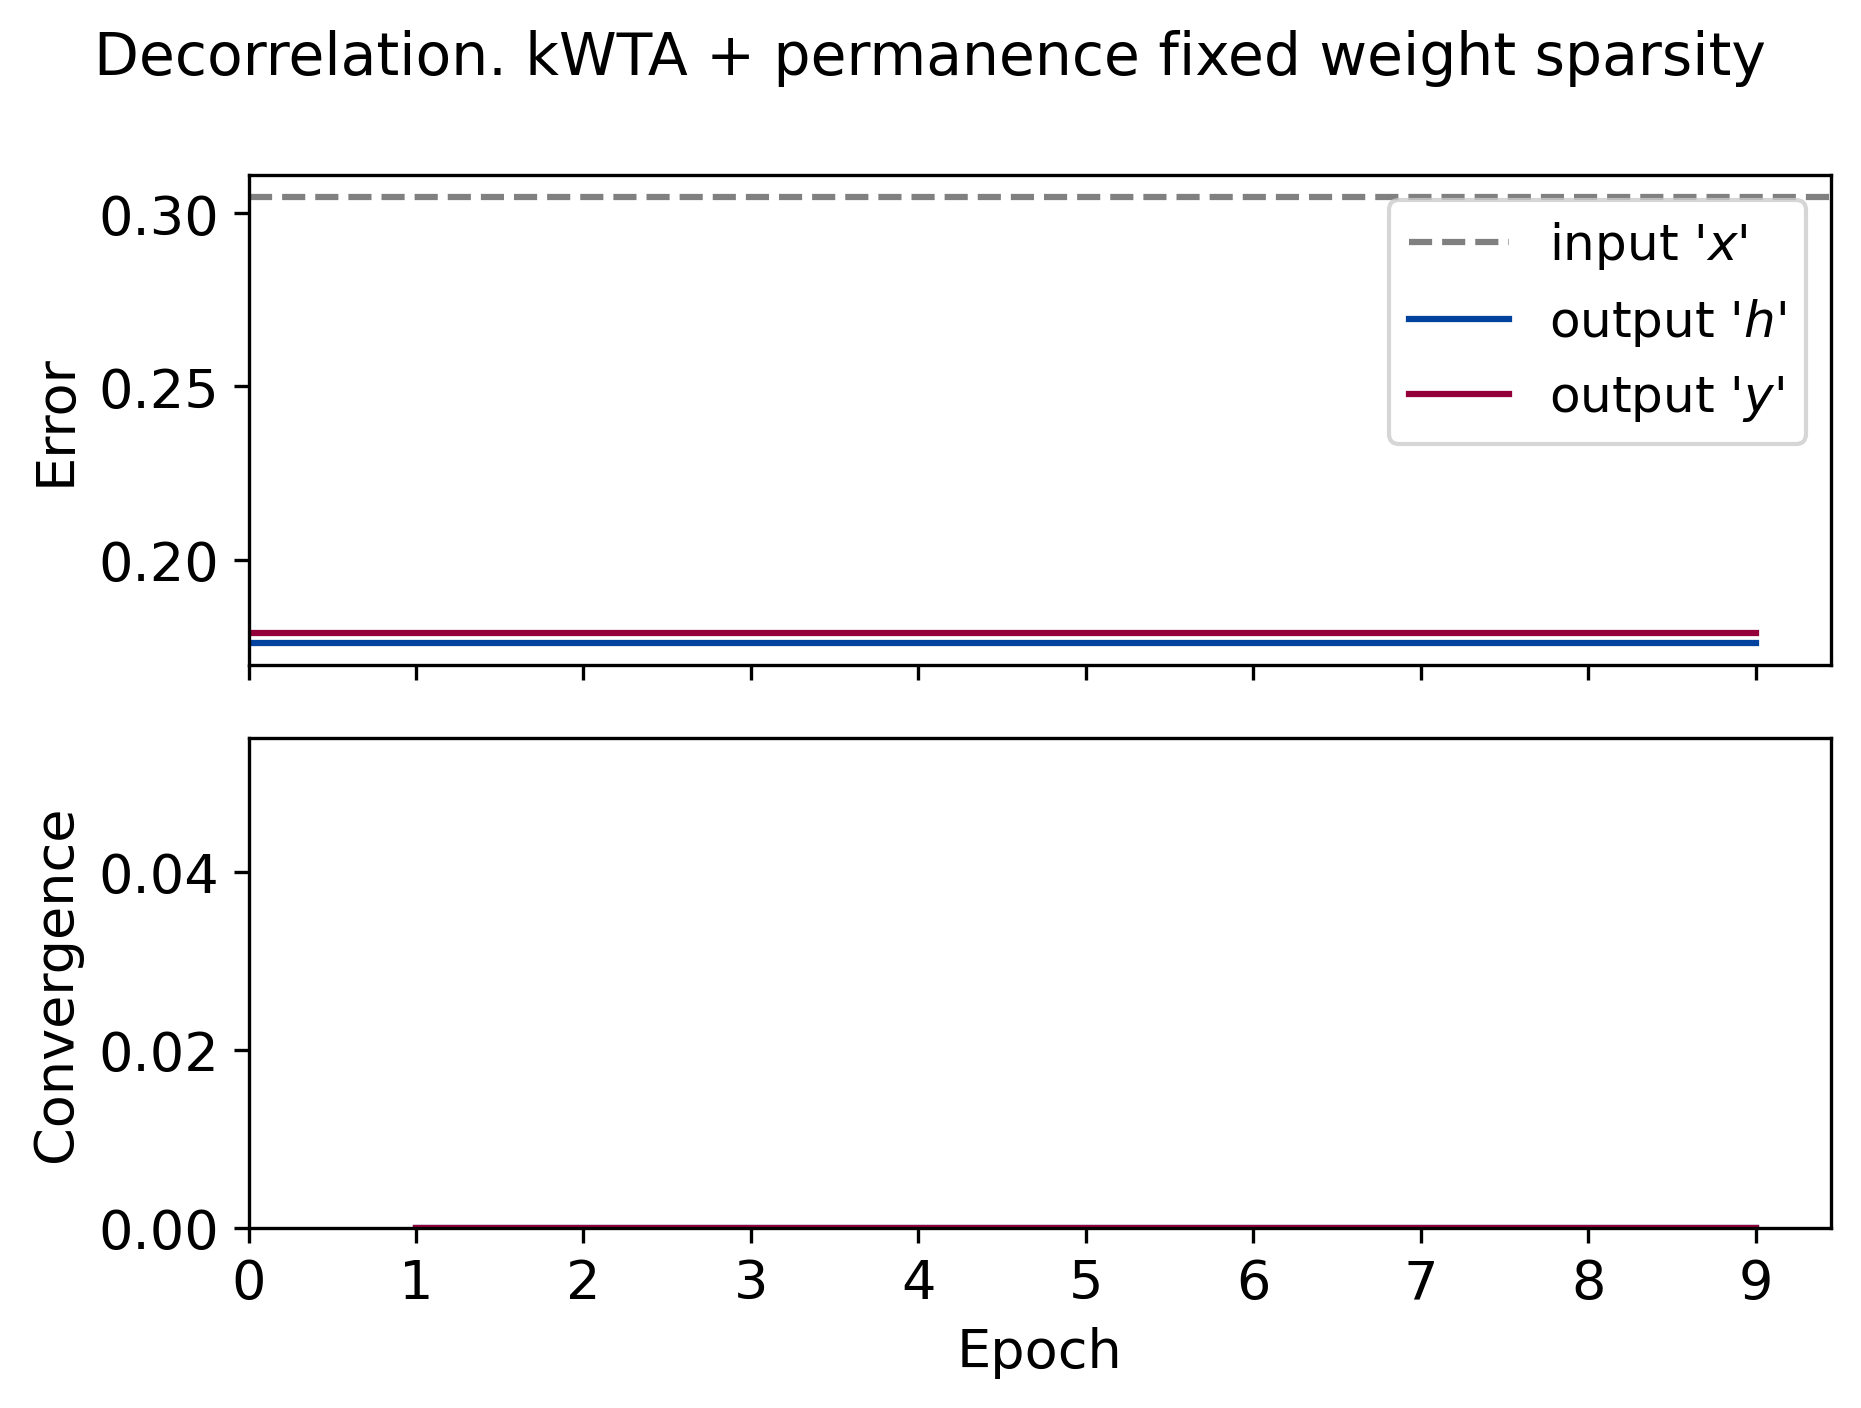 Decorrelation. kWTA + permanence fixed weight sparsity
0.30
0.25
0.20
Error
input 'x'
output 'h'
output 'y'
0.04
0.02
0.00
Convergence
0 1 2 3 4 5 6 7 8 9
Epoch